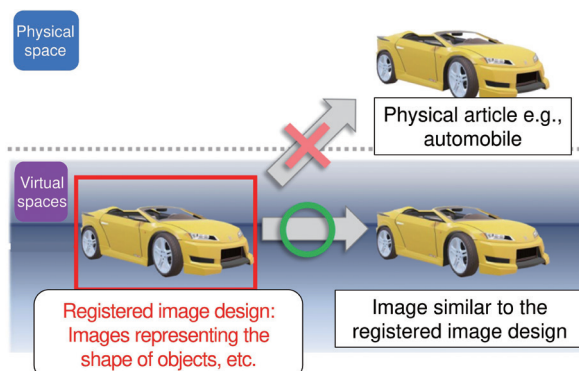 Physical
space
Physical article e.g.,
automobile
Virtual
spaces
Registered image design:
Images representing the
shape of objects, etc.
Image similar to the
registered image design